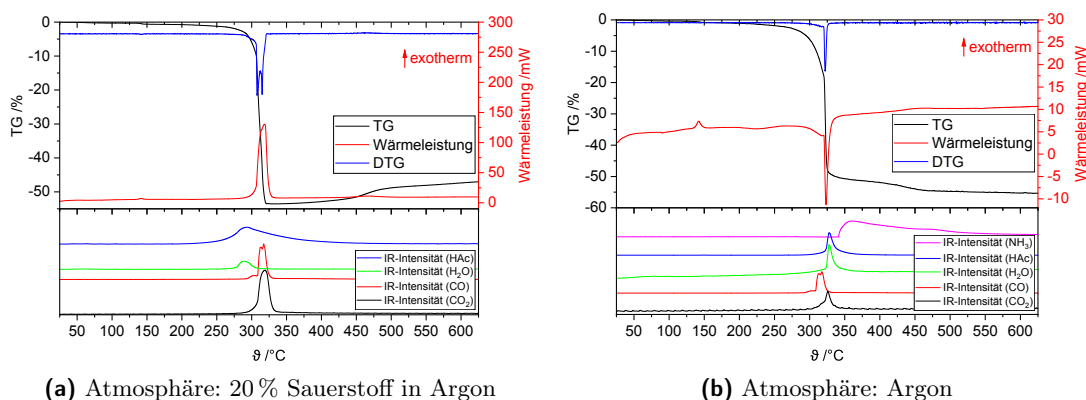 0
-10
-20
-30
-40
-50
TG /%
300
250
200
150
100
50
0
Wärmeleistung /mW
exotherm
TG
Wärmeleistung
DTG
IR-Intensität (HAc)
IR-Intensität (H₂O)
IR-Intensität (CO)
IR-Intensität (CO₂)
50 100 150 200 250 300 350 400 450 500 550 600
ϑ /°C
(a) Atmosphäre: 20 % Sauerstoff in Argon
0
-10
-20
-30
-40
-50
-60
TG /%
30
25
20
15
10
5
0
-5
-10
Wärmeleistung /mW
exotherm
TG
Wärmeleistung
DTG
IR-Intensität (NH₃)
IR-Intensität (HAc)
IR-Intensität (H₂O)
IR-Intensität (CO)
IR-Intensität (CO₂)
50 100 150 200 250 300 350 400 450 500 550 600
ϑ /°C
(b) Atmosphäre: Argon